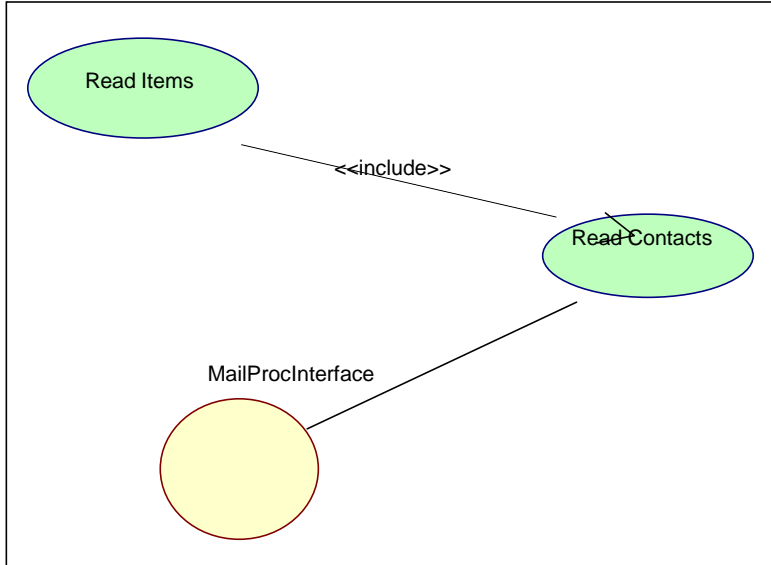 Read Items
<<include>>
Read Contacts
MailProcInterface